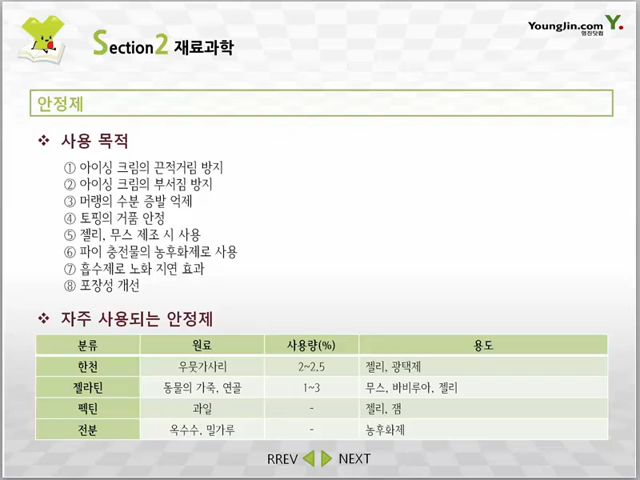 YoungJin.com Y.
영진닷컴
Section2 재료과학
안정제
❖ 사용 목적
① 아이싱 크림의 끈적거림 방지
② 아이싱 크림의 부서짐 방지
③ 머랭의 수분 증발 억제
④ 토핑의 거품 안정
⑤ 젤리, 무스 제조 시 사용
⑥ 파이 충전물의 농후화제로 사용
⑦ 흡수제로 노화 지연 효과
⑧ 포장성 개선
❖ 자주 사용되는 안정제
분류 원료 사용량(%) 용도
한천 우뭇가사리 2~2.5 젤리, 광택제
젤라틴 동물의 가죽, 연골 1~3 무스, 바바루아, 젤리
펙틴 과일 - 젤리, 잼
전분 옥수수, 밀가루 - 농후화제
RREV NEXT